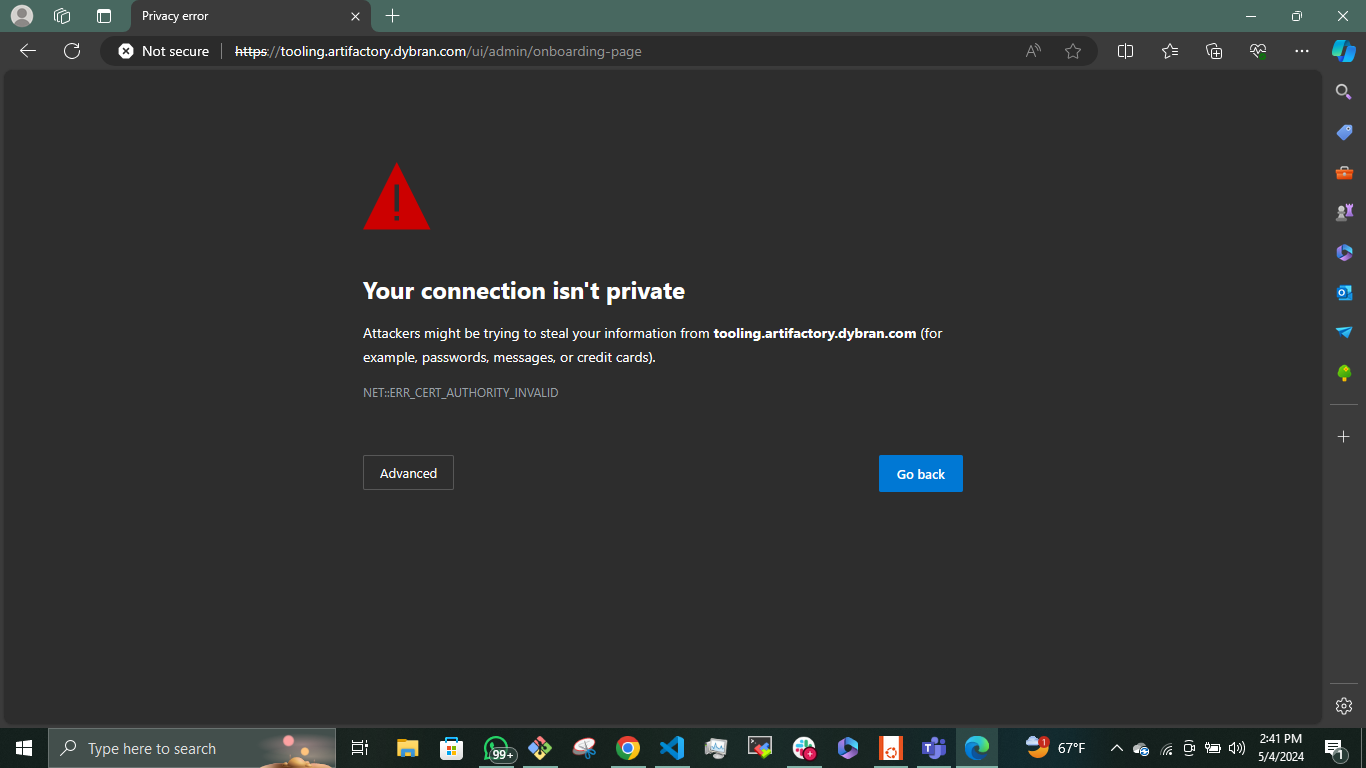 Privacy error
Not secure
https://tooling.artifactory.dybran.com/ui/admin/onboarding-page
!
Your connection isn't private
Attackers might be trying to steal your information from tooling.artifactory.dybran.com (for
example, passwords, messages, or credit cards).
NET::ERR_CERT_AUTHORITY_INVALID
Advanced
Go back
Type here to search
99+
1
67°F
2:41 PM
5/4/2024
1